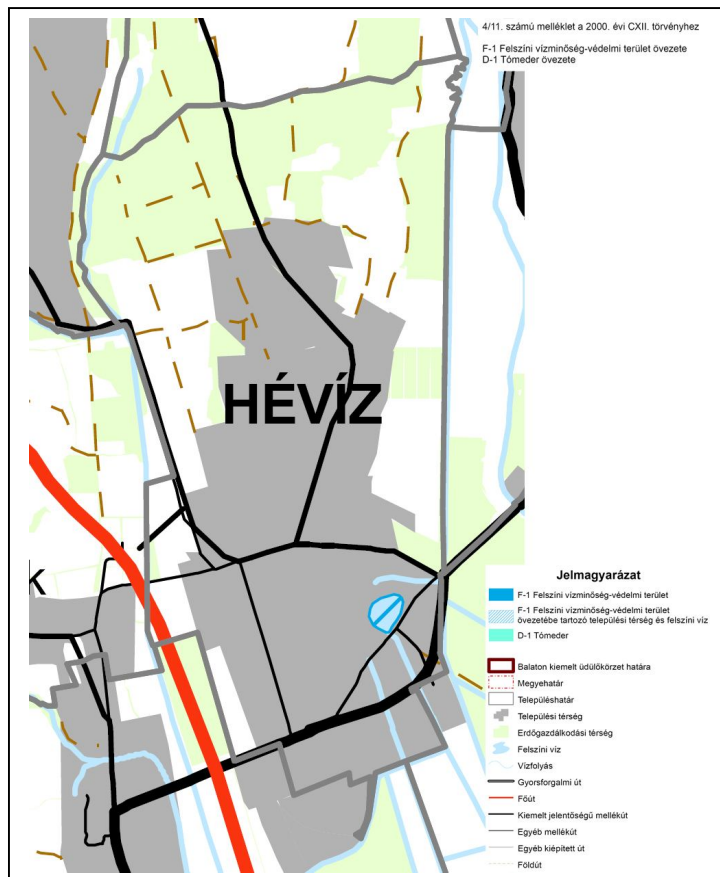 4/11. számú melléklet a 2000. évi CXII. törvényhez
F-1 Felszíni vízminőség-védelmi terület övezete
D-1 Tómeder övezete
HÉVÍZ
K
Jelmagyarázat
F-1 Felszíni vízminőség-védelmi terület
F-1 Felszíni vízminőség-védelmi terület
övezetébe tartozó települési térség és felszíni víz
D-1 Tómeder
Balaton kiemelt üdülőkörzet határa
Megyehatár
Településhatár
Települési térség
Erdőgazdálkodási térség
Felszíni víz
Vízfolyás
Gyorsforgalmi út
Főút
Kiemelt jelentőségű mellékút
Egyéb mellékút
Egyéb kiépített út
Földút